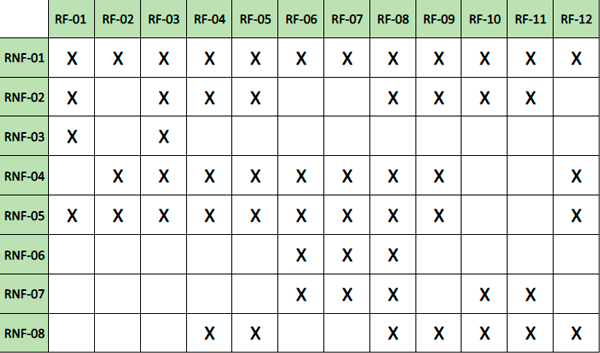 RF-01 RF-02 RF-03 RF-04 RF-05 RF-06 RF-07 RF-08 RF-09 RF-10 RF-11 RF-12
RNF-01 X X X X X X X X X X X X
RNF-02 X X X X X X X X
RNF-03 X X
RNF-04 X X X X X X X X X
RNF-05 X X X X X X X X X X
RNF-06 X X X
RNF-07 X X X X X
RNF-08 X X X X X X X